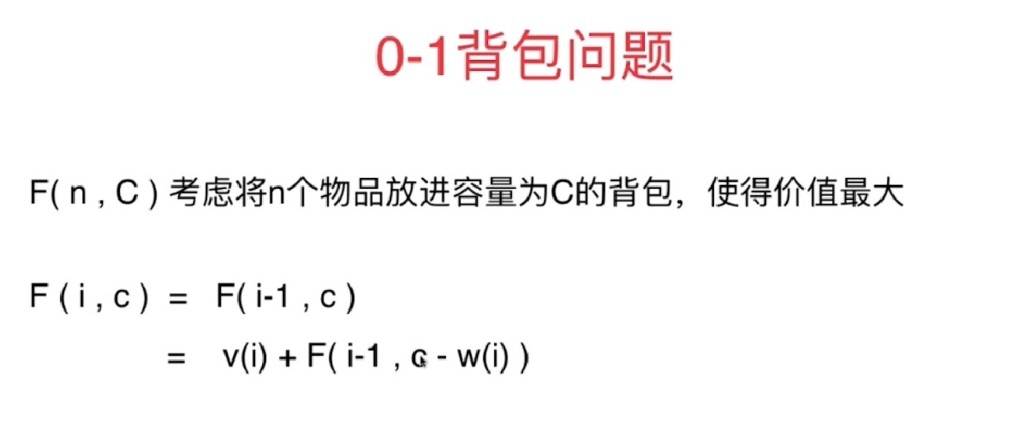 0-1背包问题
F( n , C ) 考虑将n个物品放进容量为C的背包，使得价值最大
F ( i , c ) = F( i-1 , c )
= v(i) + F( i-1 , c - w(i) )